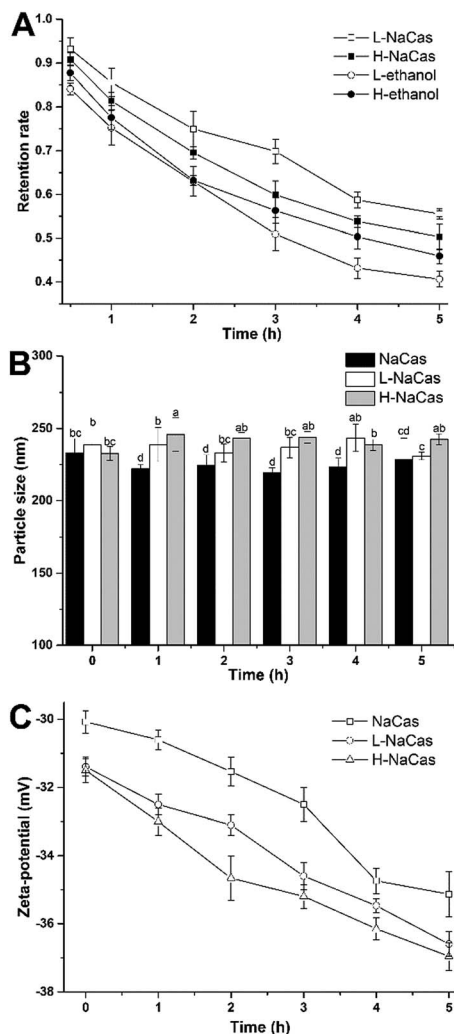 A
1.0
0.9
0.8
0.7
0.6
0.5
0.4
Retention rate
L-NaCas
H-NaCas
L-ethanol
H-ethanol
1 2 3 4 5
Time (h)
B
300
250
200
150
100
Particle size (nm)
NaCas
L-NaCas
H-NaCas
bc b bc d b a d bc ab d bc ab d ab b cd c ab
0 1 2 3 4 5
Time (h)
C
-30
-32
-34
-36
-38
Zeta-potential (mV)
NaCas
L-NaCas
H-NaCas
0 1 2 3 4 5
Time (h)